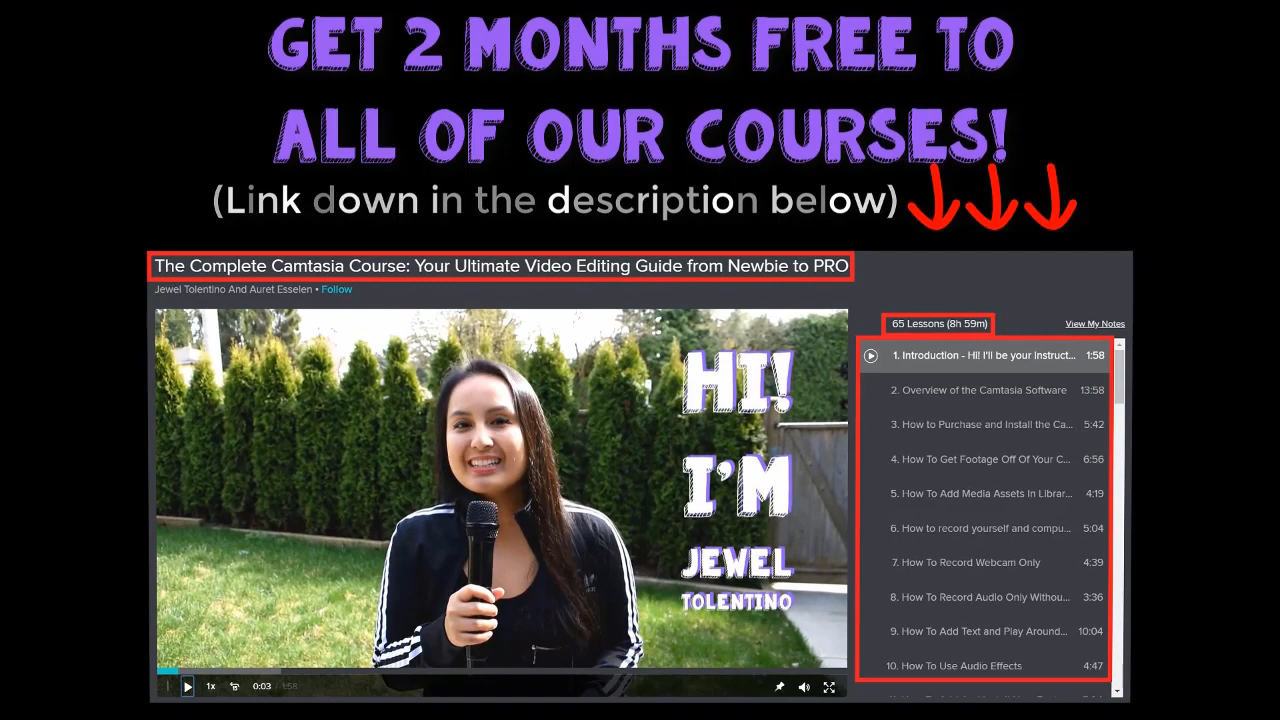 GET 2 MONTHS FREE TO
ALL OF OUR COURSES!
(Link down in the description below)
The Complete Camtasia Course: Your Ultimate Video Editing Guide from Newbie to PRO
Jewel Tolentino And Auret Esselen • Follow
65 Lessons (8h 59m)
View My Notes
HI!
I'M
JEWEL
TOLENTINO
1. Introduction - Hi! I'll be your instruct... 1:58
2. Overview of the Camtasia Software 13:58
3. How to Purchase and Install the Ca... 5:42
4. How To Get Footage Off Of Your C... 6:56
5. How To Add Media Assets In Librar... 4:19
6. How to record yourself and compu... 5:04
7. How To Record Webcam Only 4:39
8. How To Record Audio Only Withou... 3:36
9. How To Add Text and Play Around... 10:04
10. How To Use Audio Effects 4:47
1x 0:03 / 1:58